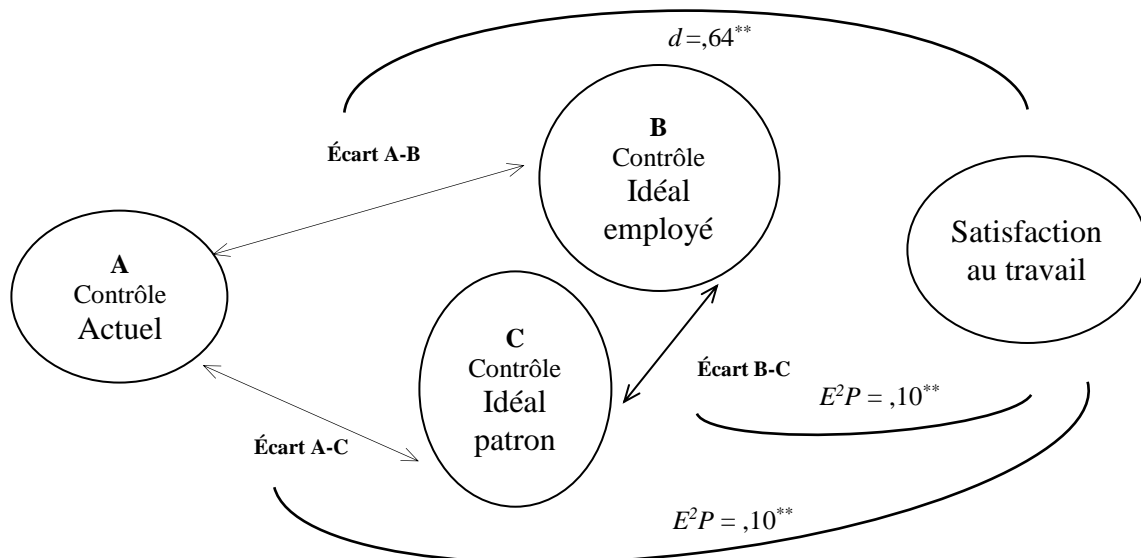 d =,64**
Écart A-B
B
Contrôle
Idéal
employé
A
Contrôle
Actuel
C
Contrôle
Idéal
patron
Satisfaction
au travail
Écart B-C
E²P = ,10**
Écart A-C
E²P = ,10**